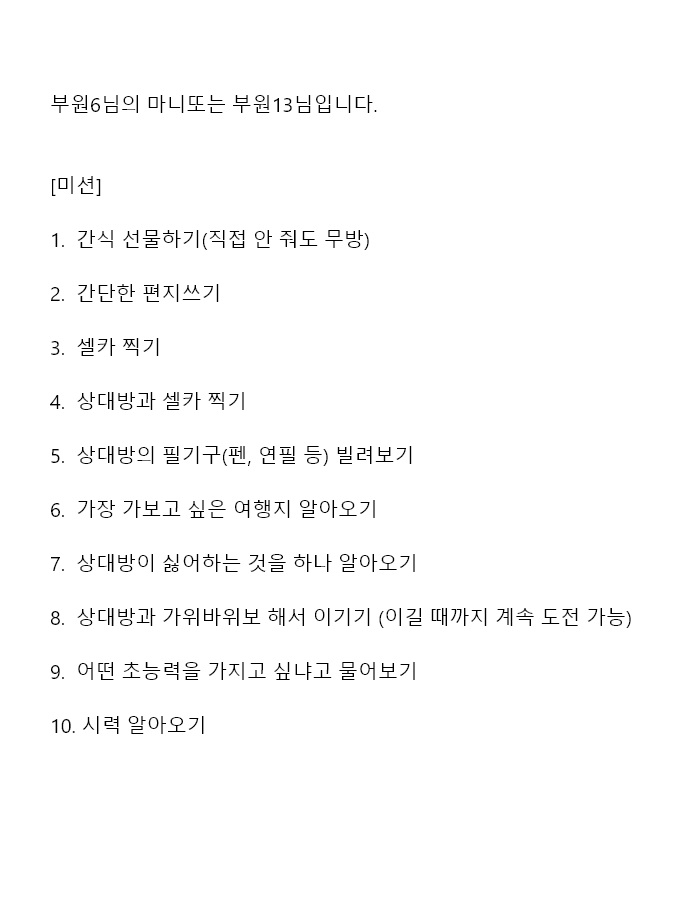 부원6님의 마니또는 부원13님입니다.
[미션]
1. 간식 선물하기(직접 안 줘도 무방)
2. 간단한 편지쓰기
3. 셀카 찍기
4. 상대방과 셀카 찍기
5. 상대방의 필기구(펜, 연필 등) 빌려보기
6. 가장 가보고 싶은 여행지 알아오기
7. 상대방이 싫어하는 것을 하나 알아오기
8. 상대방과 가위바위보 해서 이기기 (이길 때까지 계속 도전 가능)
9. 어떤 초능력을 가지고 싶냐고 물어보기
10. 시력 알아오기